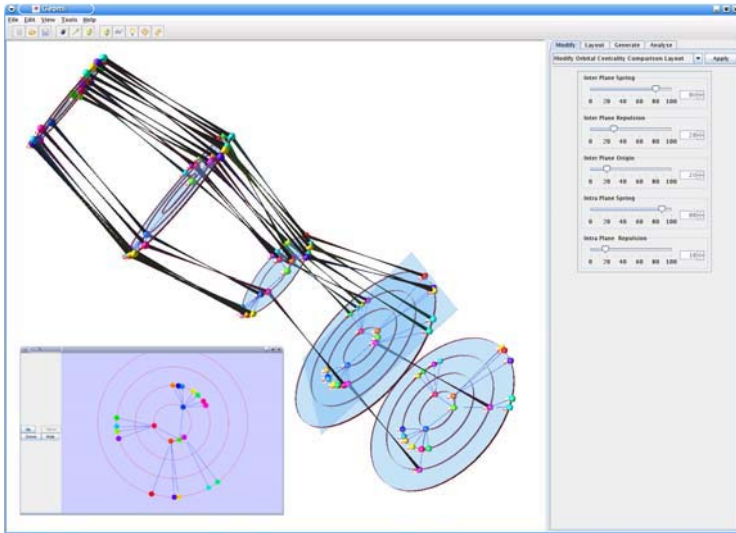 Geomi
File Edit View Tools Help
Modify Layout Generate Analyse
Modify Orbital Centrality Comparison Layout Apply
Inter Plane Spring
0 20 40 60 80 100
Inter Plane Repulsion
0 20 40 60 80 100
Inter Plane Origin
0 20 40 60 80 100
Intra Plane Spring
0 20 40 60 80 100
Intra Plane Repulsion
0 20 40 60 80 100